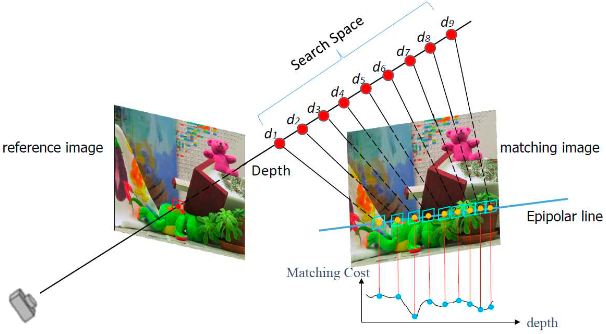 Search Space
d1
d2
d3
d4
d5
d6
d7
d8
d9
reference image
Depth
matching image
Epipolar line
Matching Cost
depth